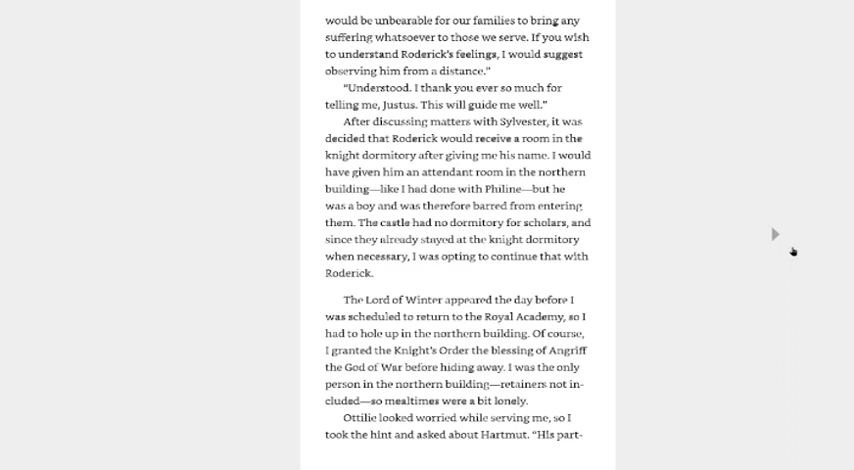 would be unbearable for our families to bring any
suffering whatsoever to those we serve. If you wish
to understand Roderick's feelings, I would suggest
observing him from a distance."
"Understood. I thank you ever so much for
telling me, Justus. This will guide me well."
After discussing matters with Sylvester, it was
decided that Roderick would receive a room in the
knight dormitory after giving me his name. I would
have given him an attendant room in the northern
building—like I had done with Philine—but he
was a boy and was therefore barred from entering
them. The castle had no dormitory for scholars, and
since they already stayed at the knight dormitory
when necessary, I was opting to continue that with
Roderick.
The Lord of Winter appeared the day before I
was scheduled to return to the Royal Academy, so I
had to hole up in the northern building. Of course,
I granted the Knight's Order the blessing of Angriff
the God of War before hiding away. I was the only
person in the northern building—retainers not in-
cluded—so mealtimes were a bit lonely.
Ottilie looked worried while serving me, so I
took the hint and asked about Hartmut. "His part-